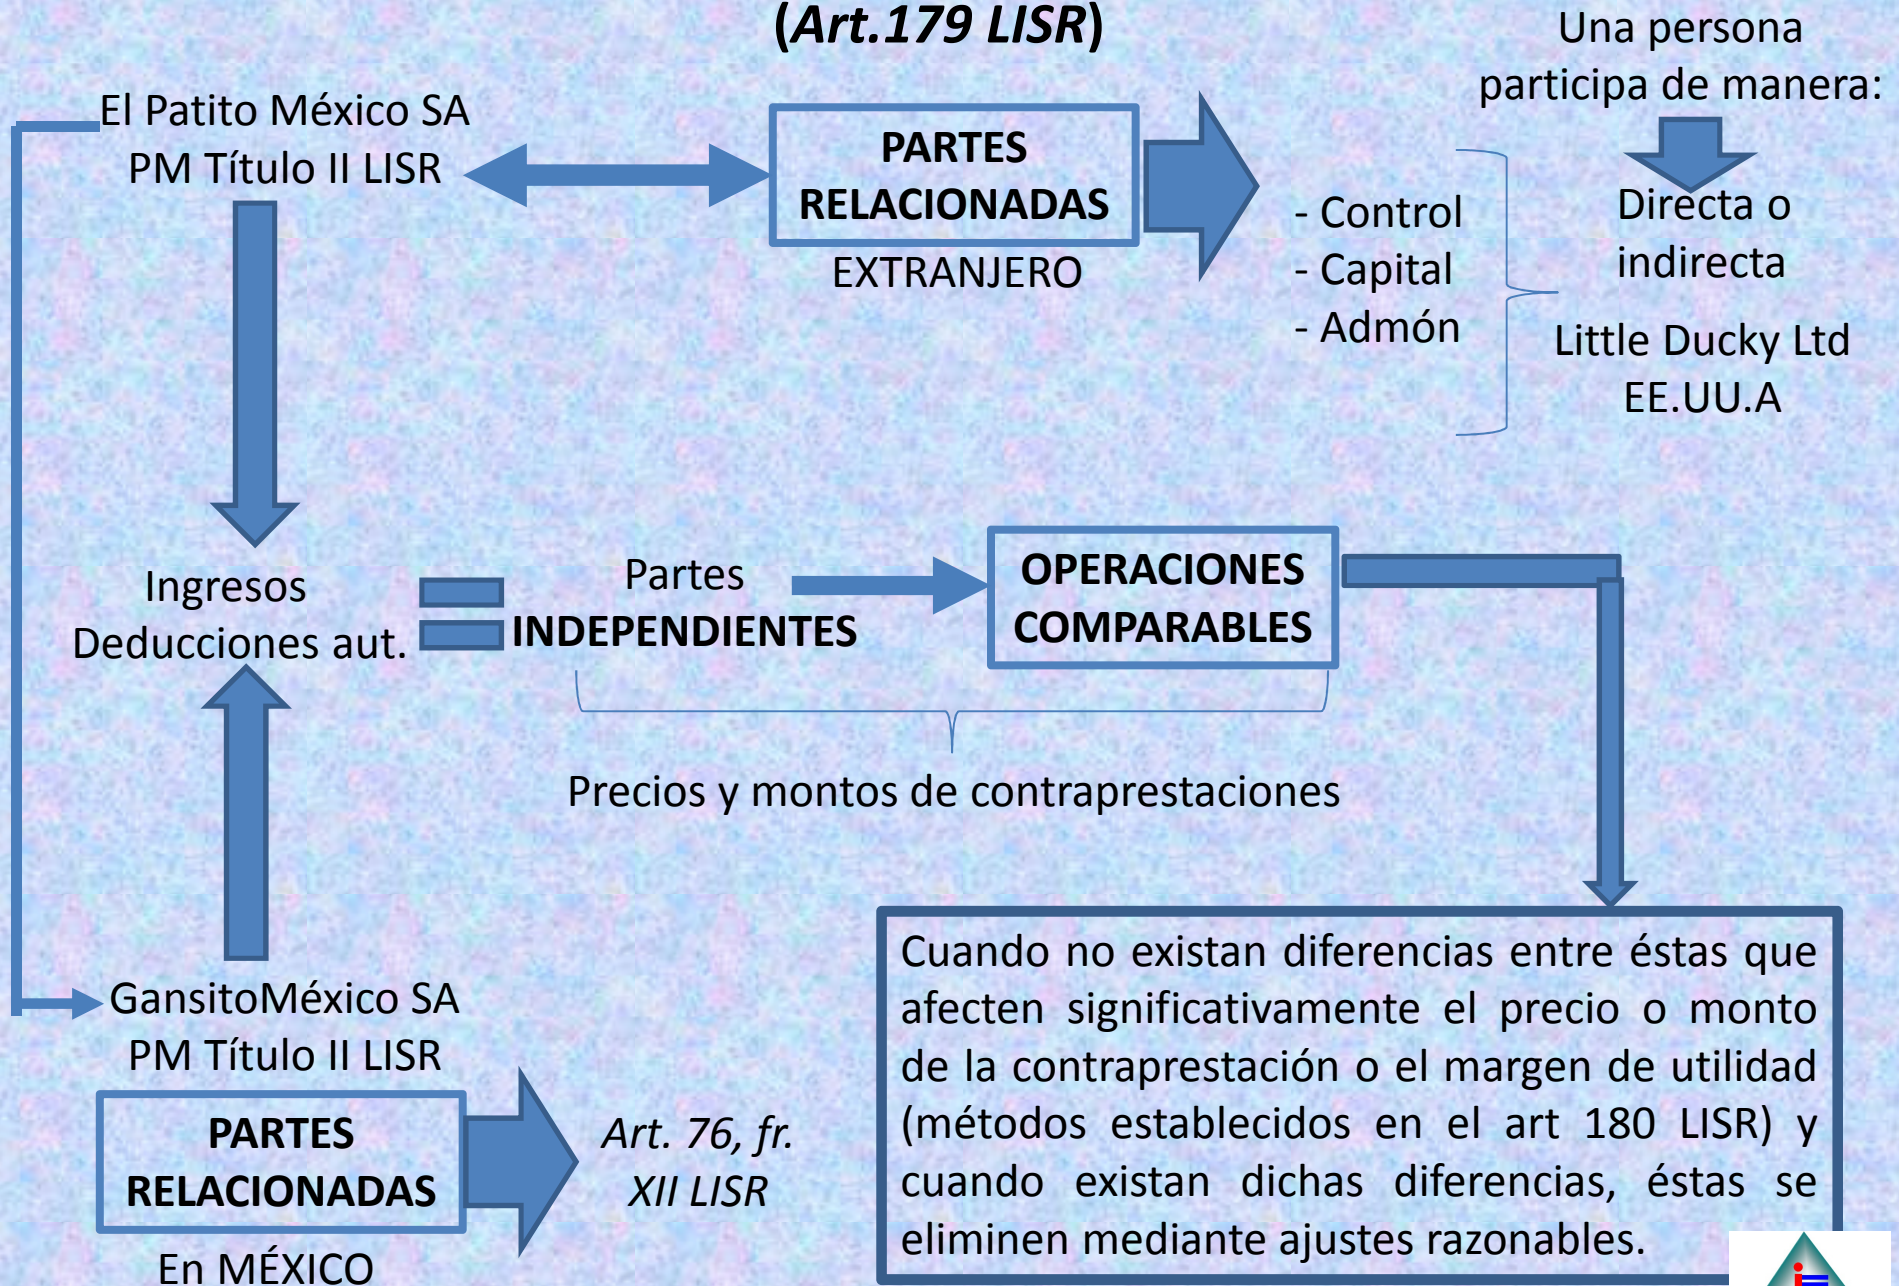 (Art.179 LISR)
Una persona
participa de manera:
El Patito México SA
PM Título II LISR
PARTES
RELACIONADAS
EXTRANJERO
- Control
- Capital
- Admón
Directa o
indirecta
Little Ducky Ltd
EE.UU.A
Ingresos
Deducciones aut.
Partes
INDEPENDIENTES
OPERACIONES
COMPARABLES
Precios y montos de contraprestaciones
GansitoMéxico SA
PM Título II LISR
PARTES
RELACIONADAS
En MÉXICO
Art. 76, fr.
XII LISR
Cuando no existan diferencias entre éstas que
afecten significativamente el precio o monto
de la contraprestación o el margen de utilidad
(métodos establecidos en el art 180 LISR) y
cuando existan dichas diferencias, éstas se
eliminen mediante ajustes razonables.